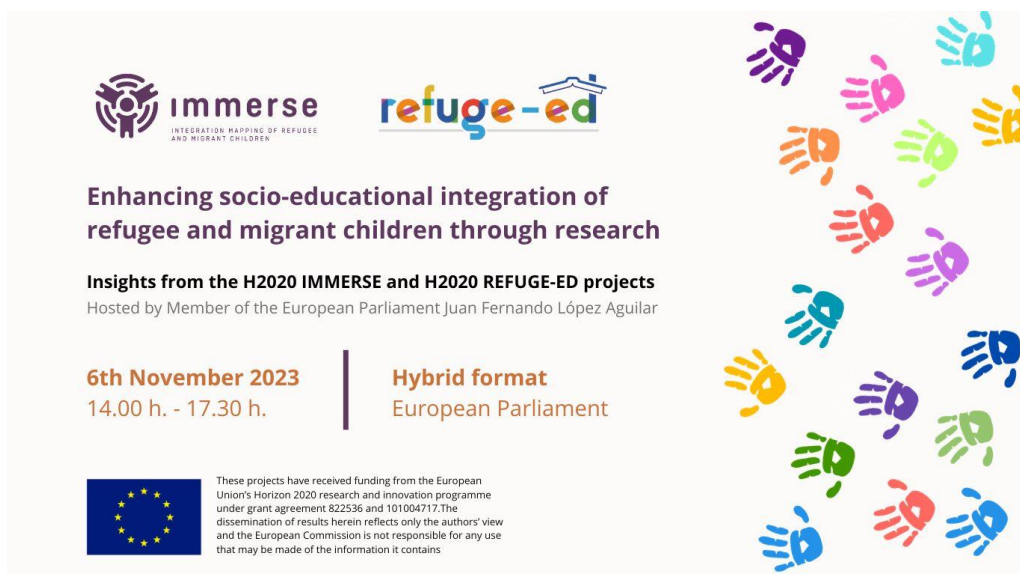 immerse
INTEGRATION MAPPING OF REFUGEE
AND MIGRANT CHILDREN
refuge-ed
Enhancing socio-educational integration of
refugee and migrant children through research
Insights from the H2020 IMMERSE and H2020 REFUGE-ED projects
Hosted by Member of the European Parliament Juan Fernando López Aguilar
6th November 2023
14.00 h. - 17.30 h.
Hybrid format
European Parliament
These projects have received funding from the European
Union's Horizon 2020 research and innovation programme
under grant agreement 822536 and 101004717.The
dissemination of results herein reflects only the authors' view
and the European Commission is not responsible for any use
that may be made of the information it contains